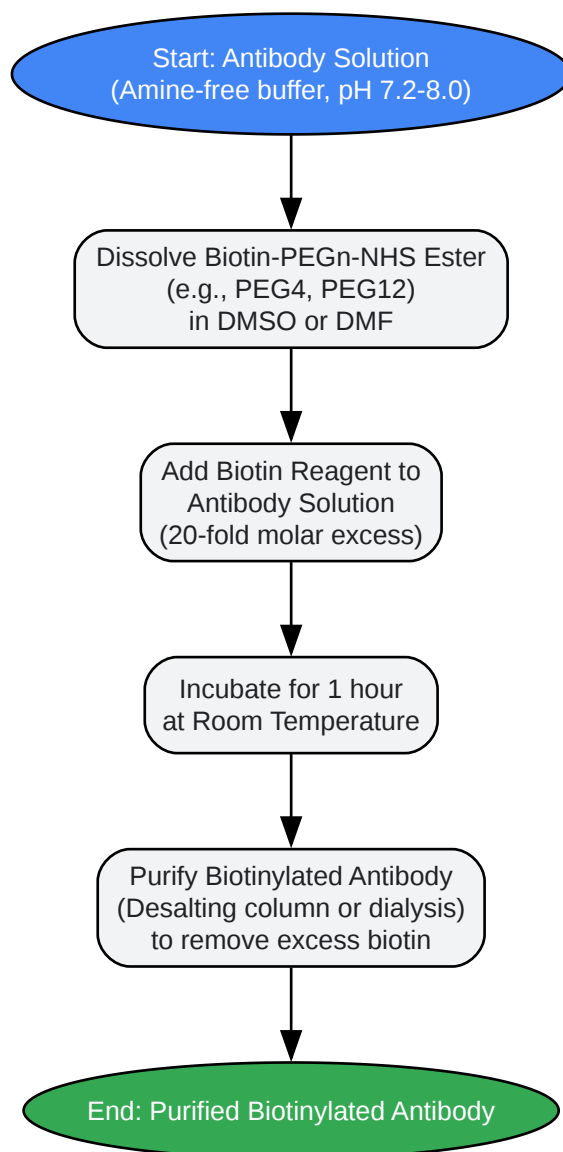 Start: Antibody Solution
(Amine-free buffer, pH 7.2-8.0)
Dissolve Biotin-PEGn-NHS Ester
(e.g., PEG4, PEG12)
in DMSO or DMF
Add Biotin Reagent to
Antibody Solution
(20-fold molar excess)
Incubate for 1 hour
at Room Temperature
Purify Biotinylated Antibody
(Desalting column or dialysis)
to remove excess biotin
End: Purified Biotinylated Antibody